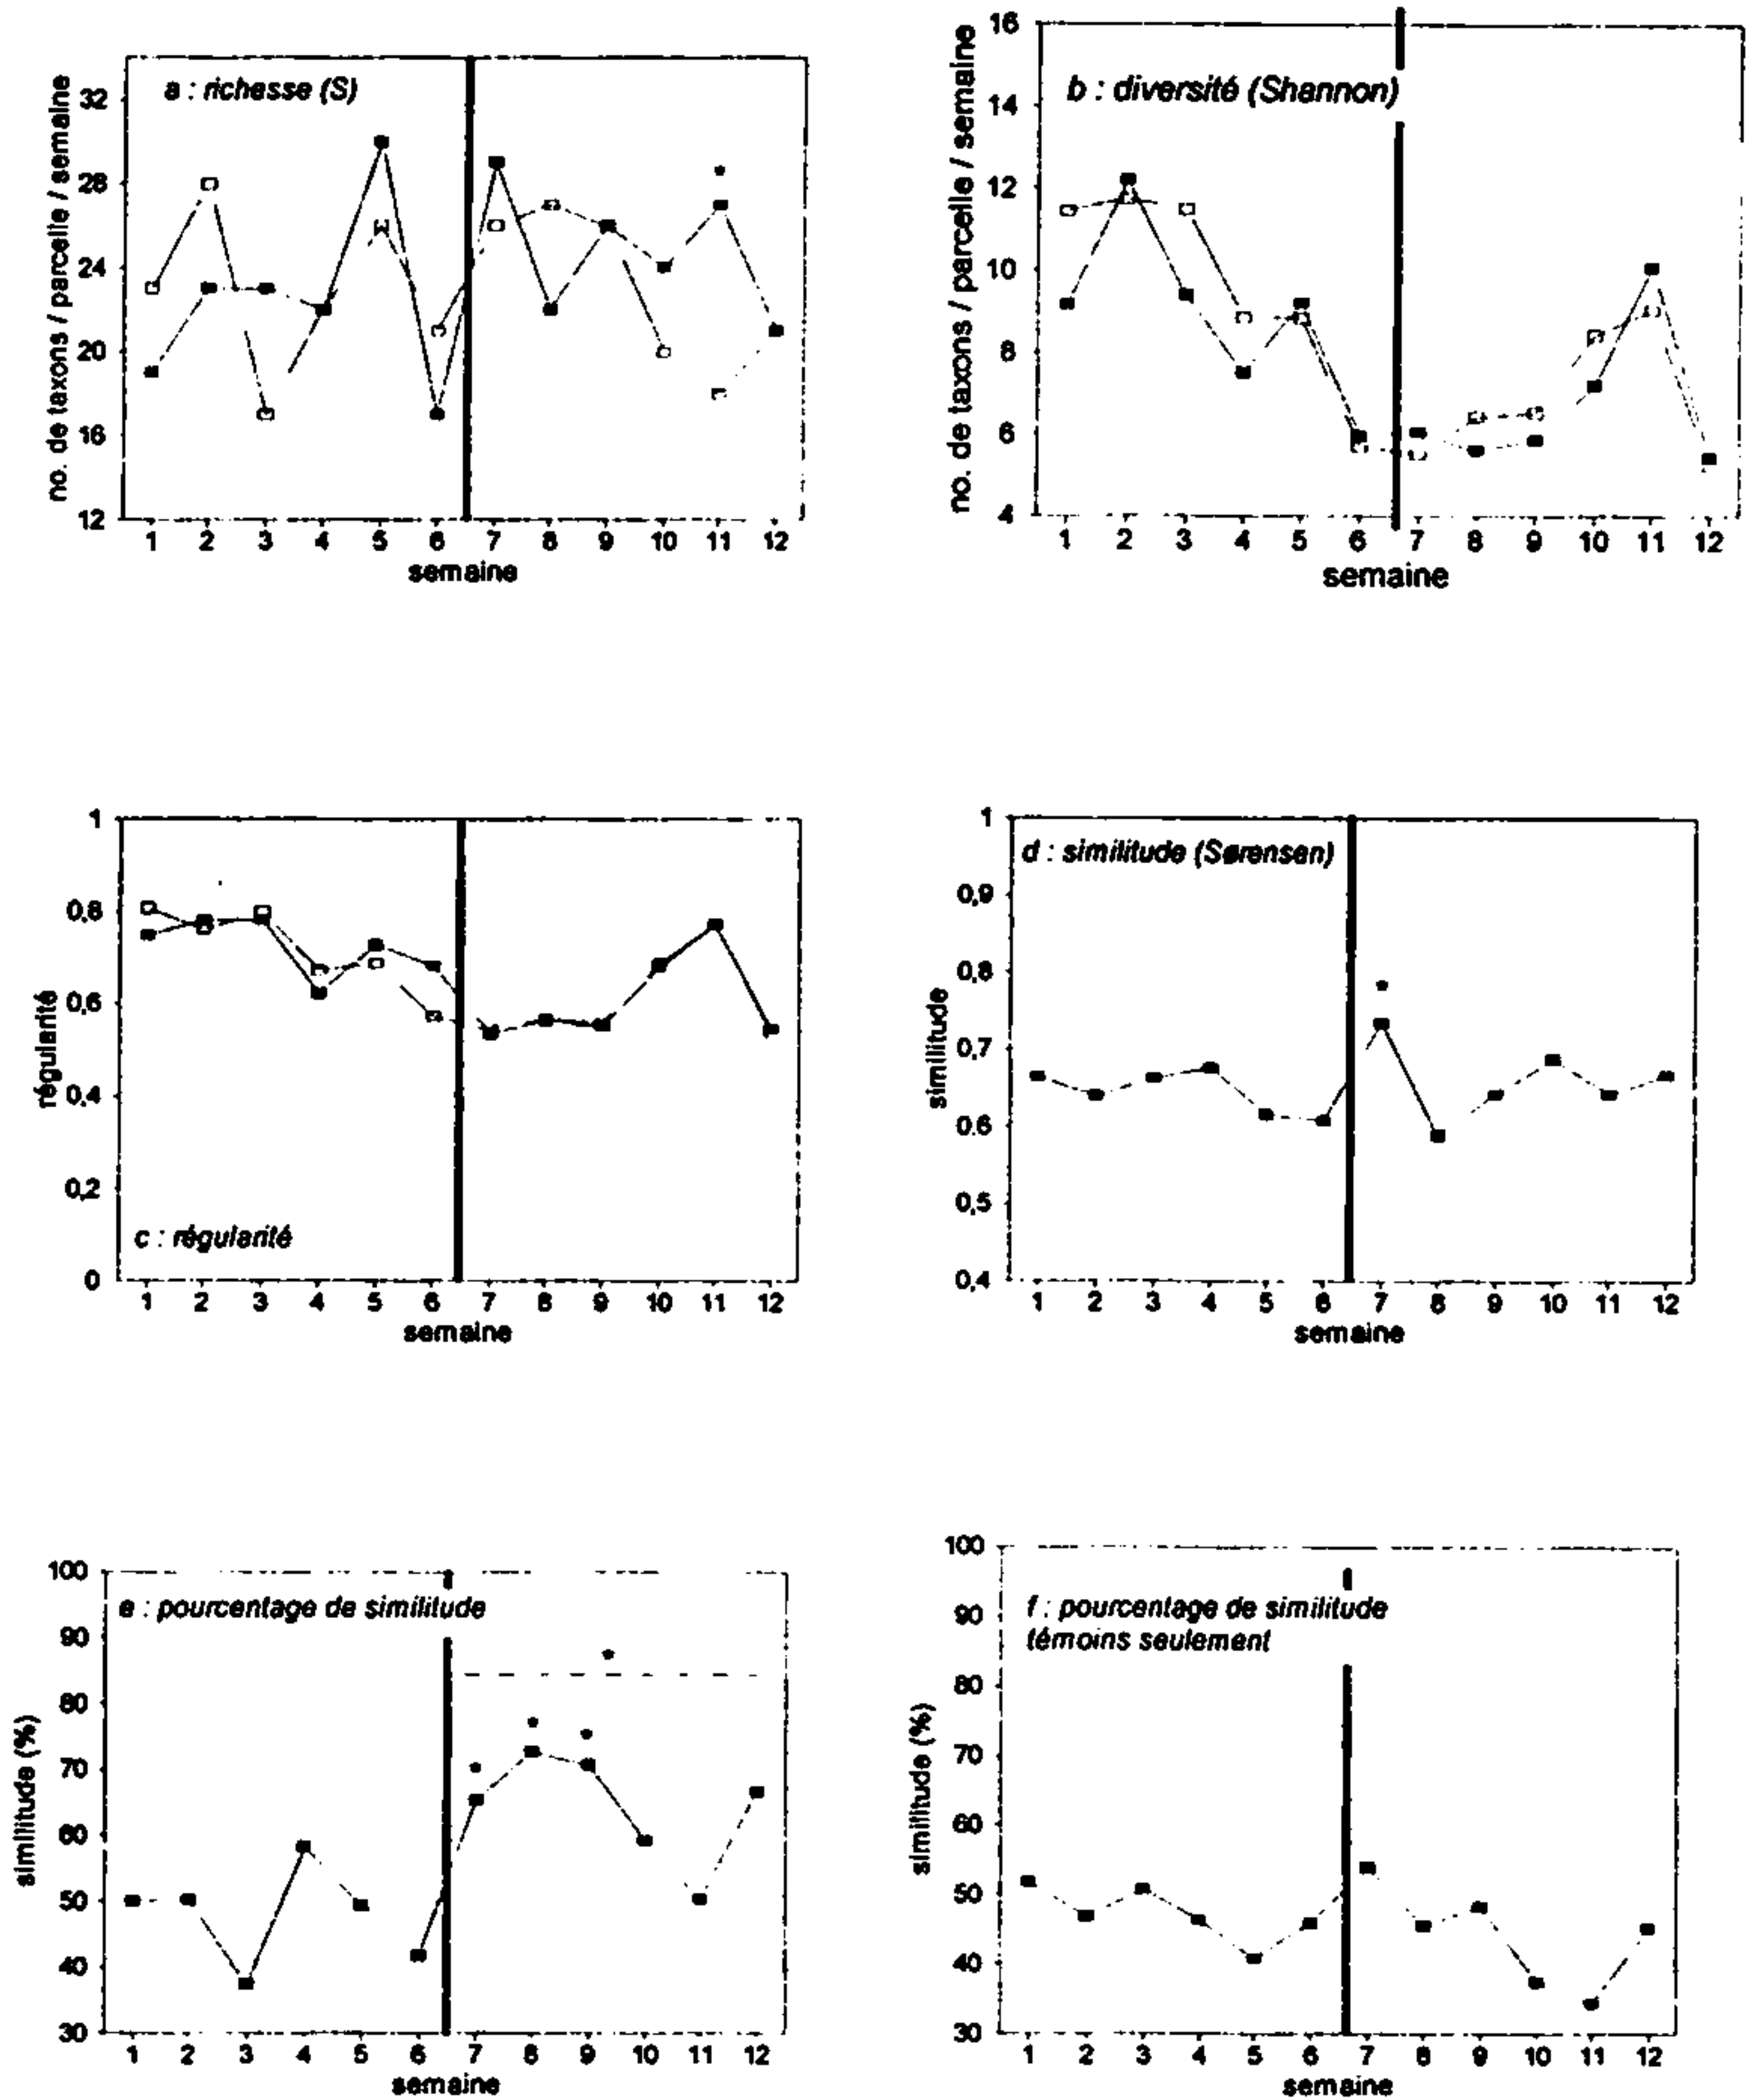 a : richesse (S)
no. de taxons / parcelle / semaine
32
28
24
20
16
12
1 2 3 4 5 6 7 8 9 10 11 12
semaine
b : diversité (Shannon)
no. de taxons / parcelle / semaine
16
14
12
10
8
6
4
1 2 3 4 5 6 7 8 9 10 11 12
semaine
c : régularité
régularité
1
0,8
0,6
0,4
0,2
0
1 2 3 4 5 6 7 8 9 10 11 12
semaine
d : similitude (Sørensen)
similitude
1
0,9
0,8
0,7
0,6
0,5
0,4
1 2 3 4 5 6 7 8 9 10 11 12
semaine
e : pourcentage de similitude
similitude (%)
100
90
80
70
60
50
40
30
1 2 3 4 5 6 7 8 9 10 11 12
semaine
f : pourcentage de similitude
témoins seulement
similitude (%)
100
90
80
70
60
50
40
30
1 2 3 4 5 6 7 8 9 10 11 12
semaine